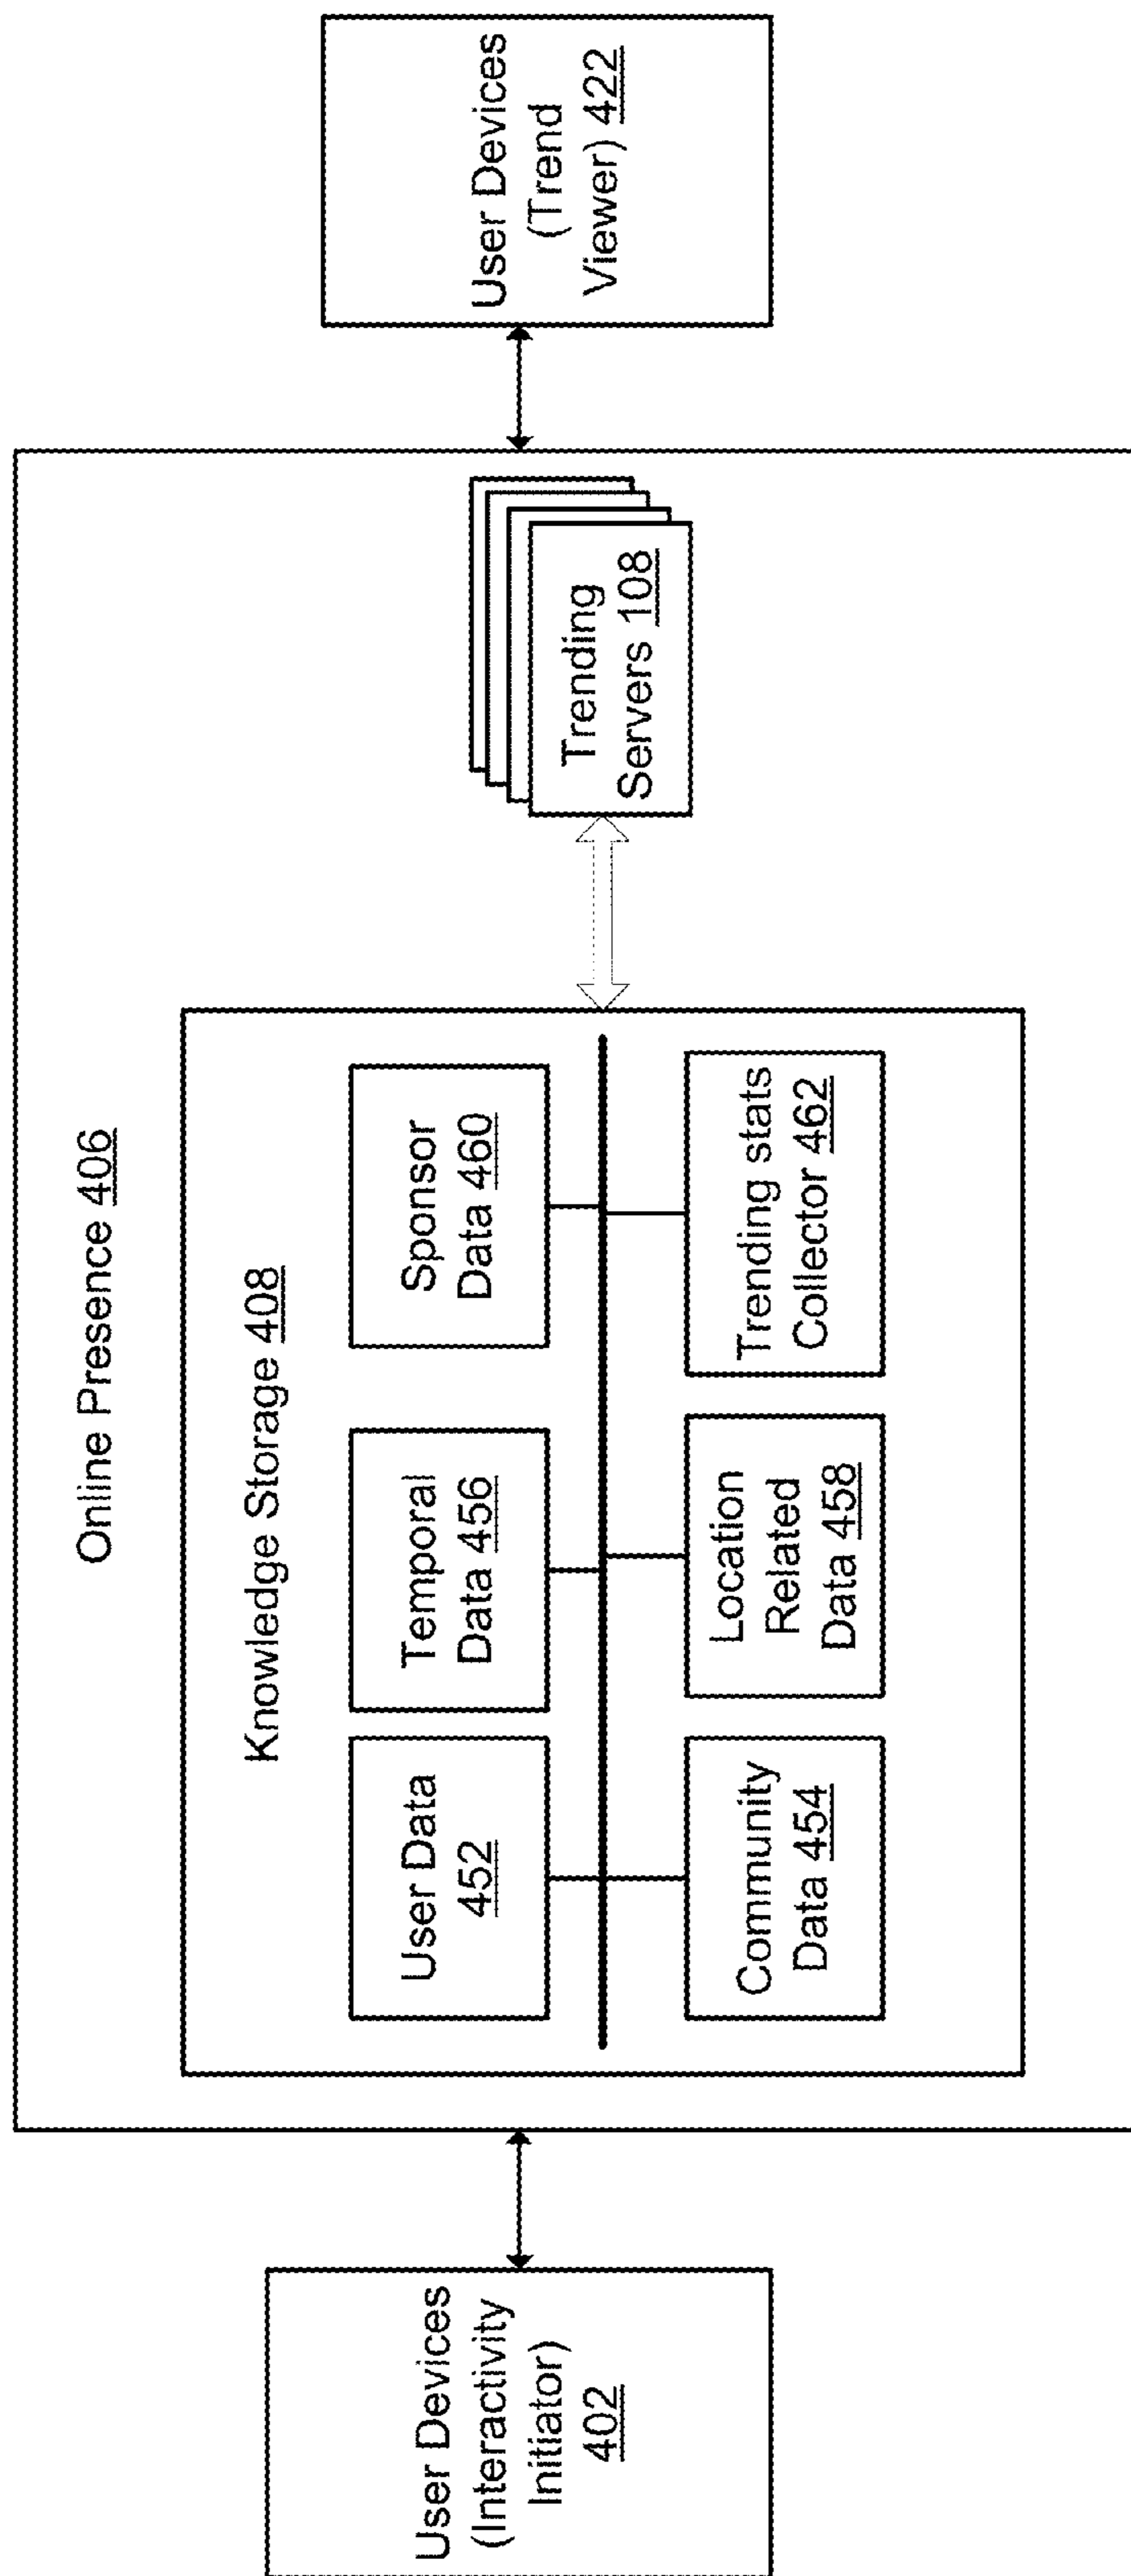 Online Presence 406
Knowledge Storage 408
User Devices
(Interactivity
Initiator)
402
User Data
452
Temporal
Data 456
Sponsor
Data 460
Community
Data 454
Location
Related
Data 458
Trending stats
Collector 462
Trending
Servers 108
User Devices
(Trend
Viewer) 422